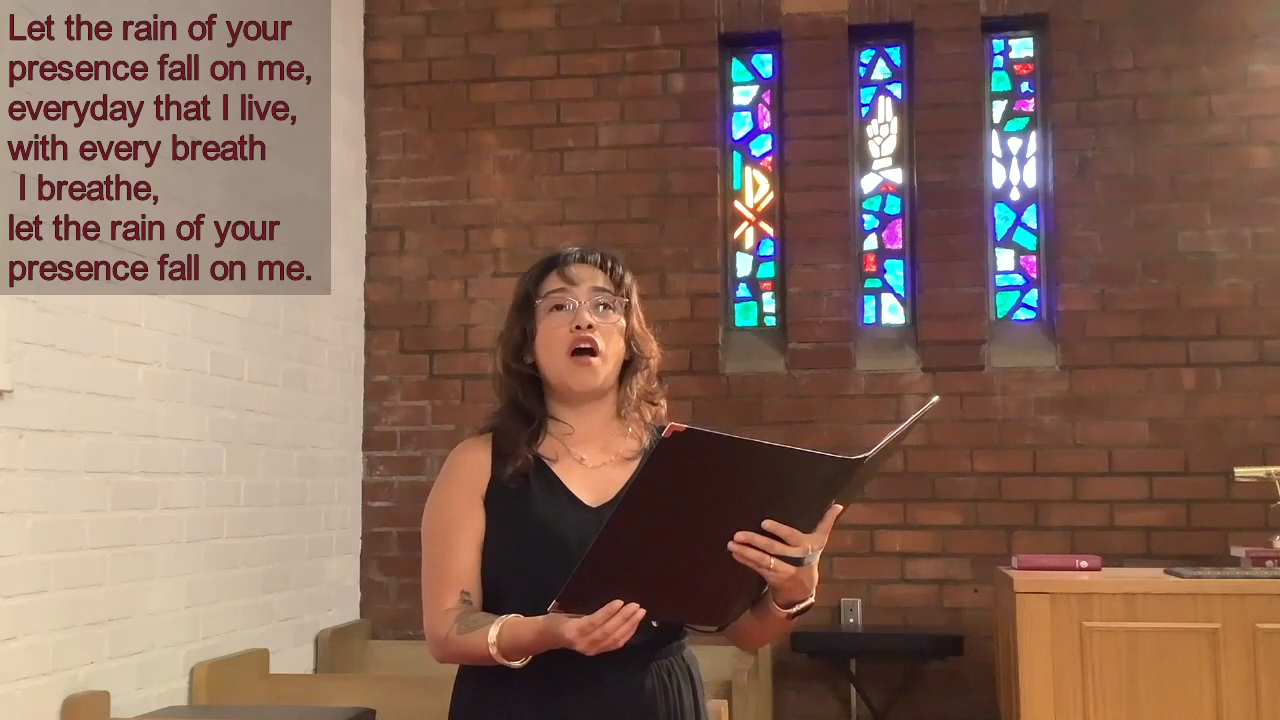 Let the rain of your
presence fall on me,
everyday that I live,
with every breath
I breathe,
let the rain of your
presence fall on me.